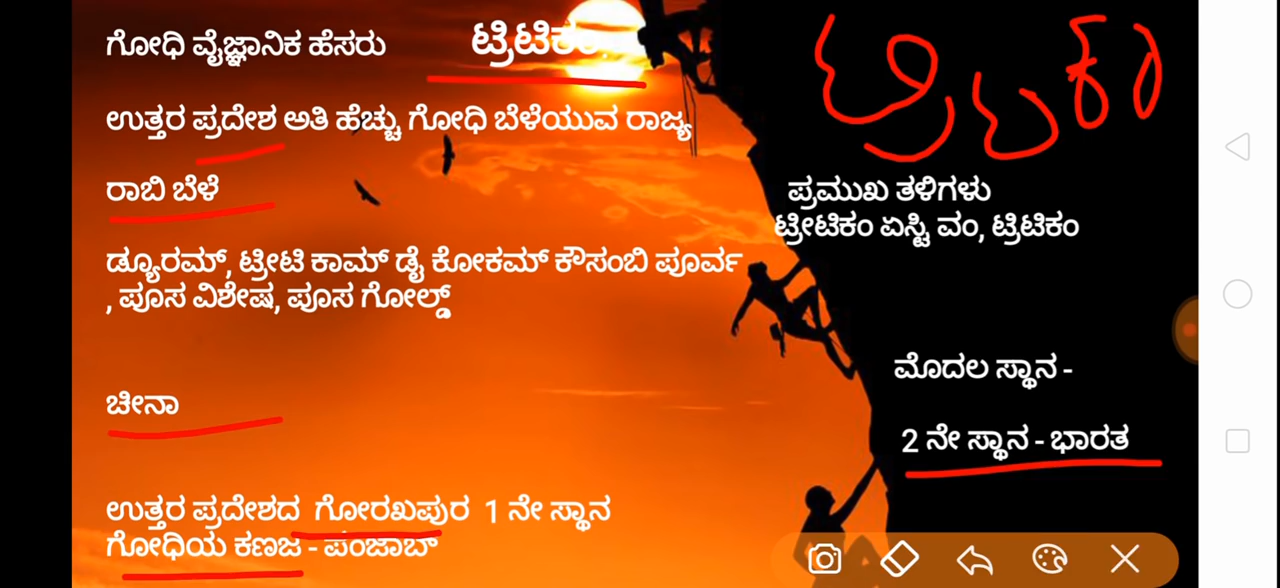 ಗೋಧಿ ವೈಜ್ಞಾನಿಕ ಹೆಸರು ಟ್ರಿಟಿಕಂ
ಉತ್ತರ ಪ್ರದೇಶ ಅತಿ ಹೆಚ್ಚು ಗೋಧಿ ಬೆಳೆಯುವ ರಾಜ್ಯ
ರಾಬಿ ಬೆಳೆ
ಪ್ರಮುಖ ತಳಿಗಳು
ಟ್ರೀಟಿಕಂ ಏಸ್ಟಿ ವಂ, ಟ್ರಿಟಿಕಂ
ಡ್ಯೂರಮ್, ಟ್ರೀಟಿ ಕಾಮ್ ಡೈ ಕೋಕಮ್ ಕೌಸಂಬಿ ಪೂರ್ವ
, ಪೂಸ ವಿಶೇಷ, ಪೂಸ ಗೋಲ್ಡ್
ಮೊದಲ ಸ್ಥಾನ -
ಚೀನಾ
2 ನೇ ಸ್ಥಾನ - ಭಾರತ
ಉತ್ತರ ಪ್ರದೇಶದ ಗೋರಖಪುರ 1 ನೇ ಸ್ಥಾನ
ಗೋಧಿಯ ಕಣಜ - ಪಂಜಾಬ್